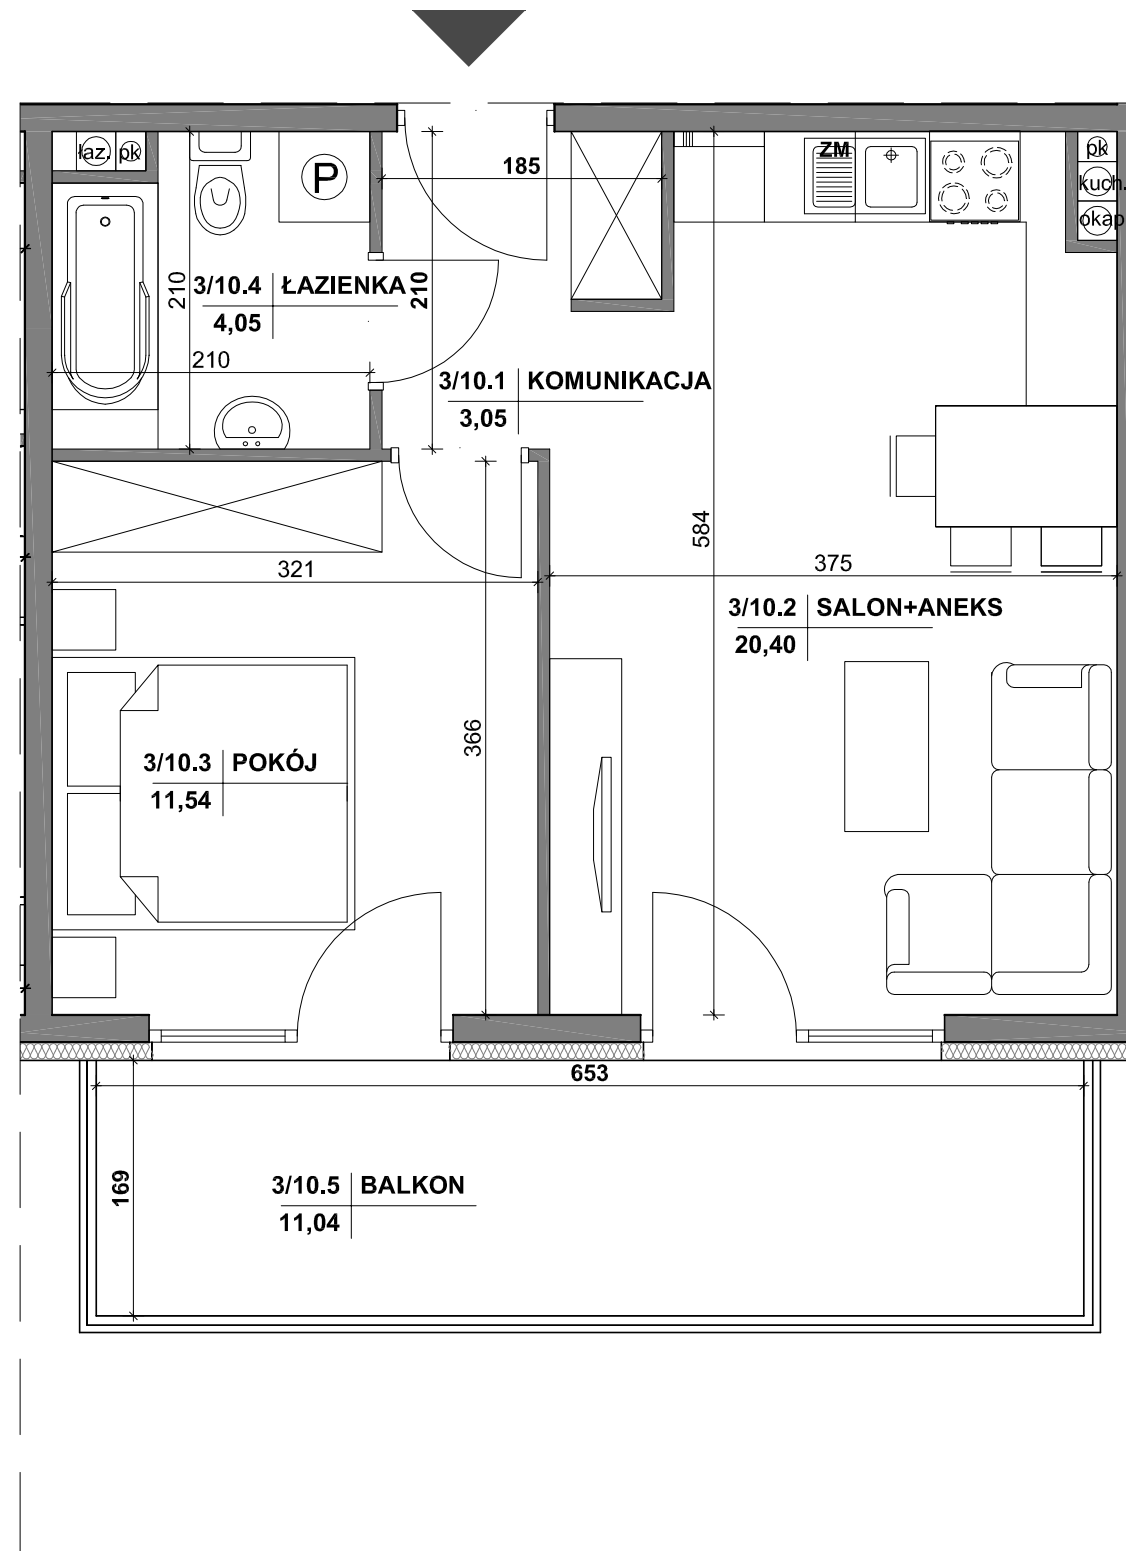 łaz. pk
P
185
ZM
pk
kuch.
okap
210
3/10.4 ŁAZIENKA
4,05
210
210
3/10.1 KOMUNIKACJA
3,05
584
321
375
3/10.2 SALON+ANEKS
20,40
366
3/10.3 POKÓJ
11,54
653
169
3/10.5 BALKON
11,04